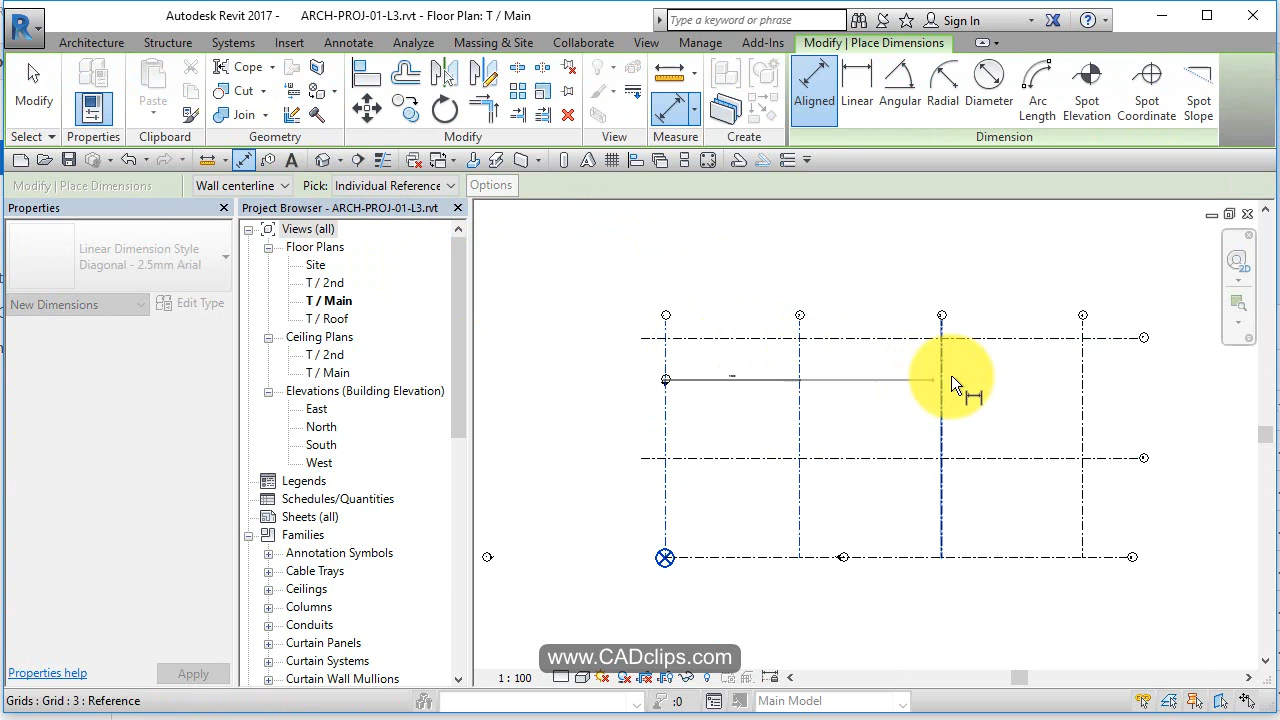 Autodesk Revit 2017 - ARCH-PROJ-01-L3.rvt - Floor Plan: T / Main
Type a keyword or phrase
Sign In
Architecture Structure Systems Insert Annotate Analyze Massing & Site Collaborate View Manage Add-Ins Modify | Place Dimensions
Modify
Paste
Cope
Cut
Join
Aligned Linear Angular Radial Diameter Arc Length Spot Elevation Spot Coordinate Spot Slope
Select Properties Clipboard Geometry Modify View Measure Create Dimension
Modify | Place Dimensions Wall centerline Pick: Individual Reference Options
Properties
Linear Dimension Style
Diagonal - 2.5mm Arial
New Dimensions Edit Type
Properties help Apply
Project Browser - ARCH-PROJ-01-L3.rvt
Views (all)
Floor Plans
Site
T / 2nd
T / Main
T / Roof
Ceiling Plans
T / 2nd
T / Main
Elevations (Building Elevation)
East
North
South
West
Legends
Schedules/Quantities
Sheets (all)
Families
Annotation Symbols
Cable Trays
Ceilings
Columns
Conduits
Curtain Panels
Curtain Systems
Curtain Wall Mullions
2D
www.CADclips.com
1 : 100
Grids : Grid : 3 : Reference
:0
Main Model